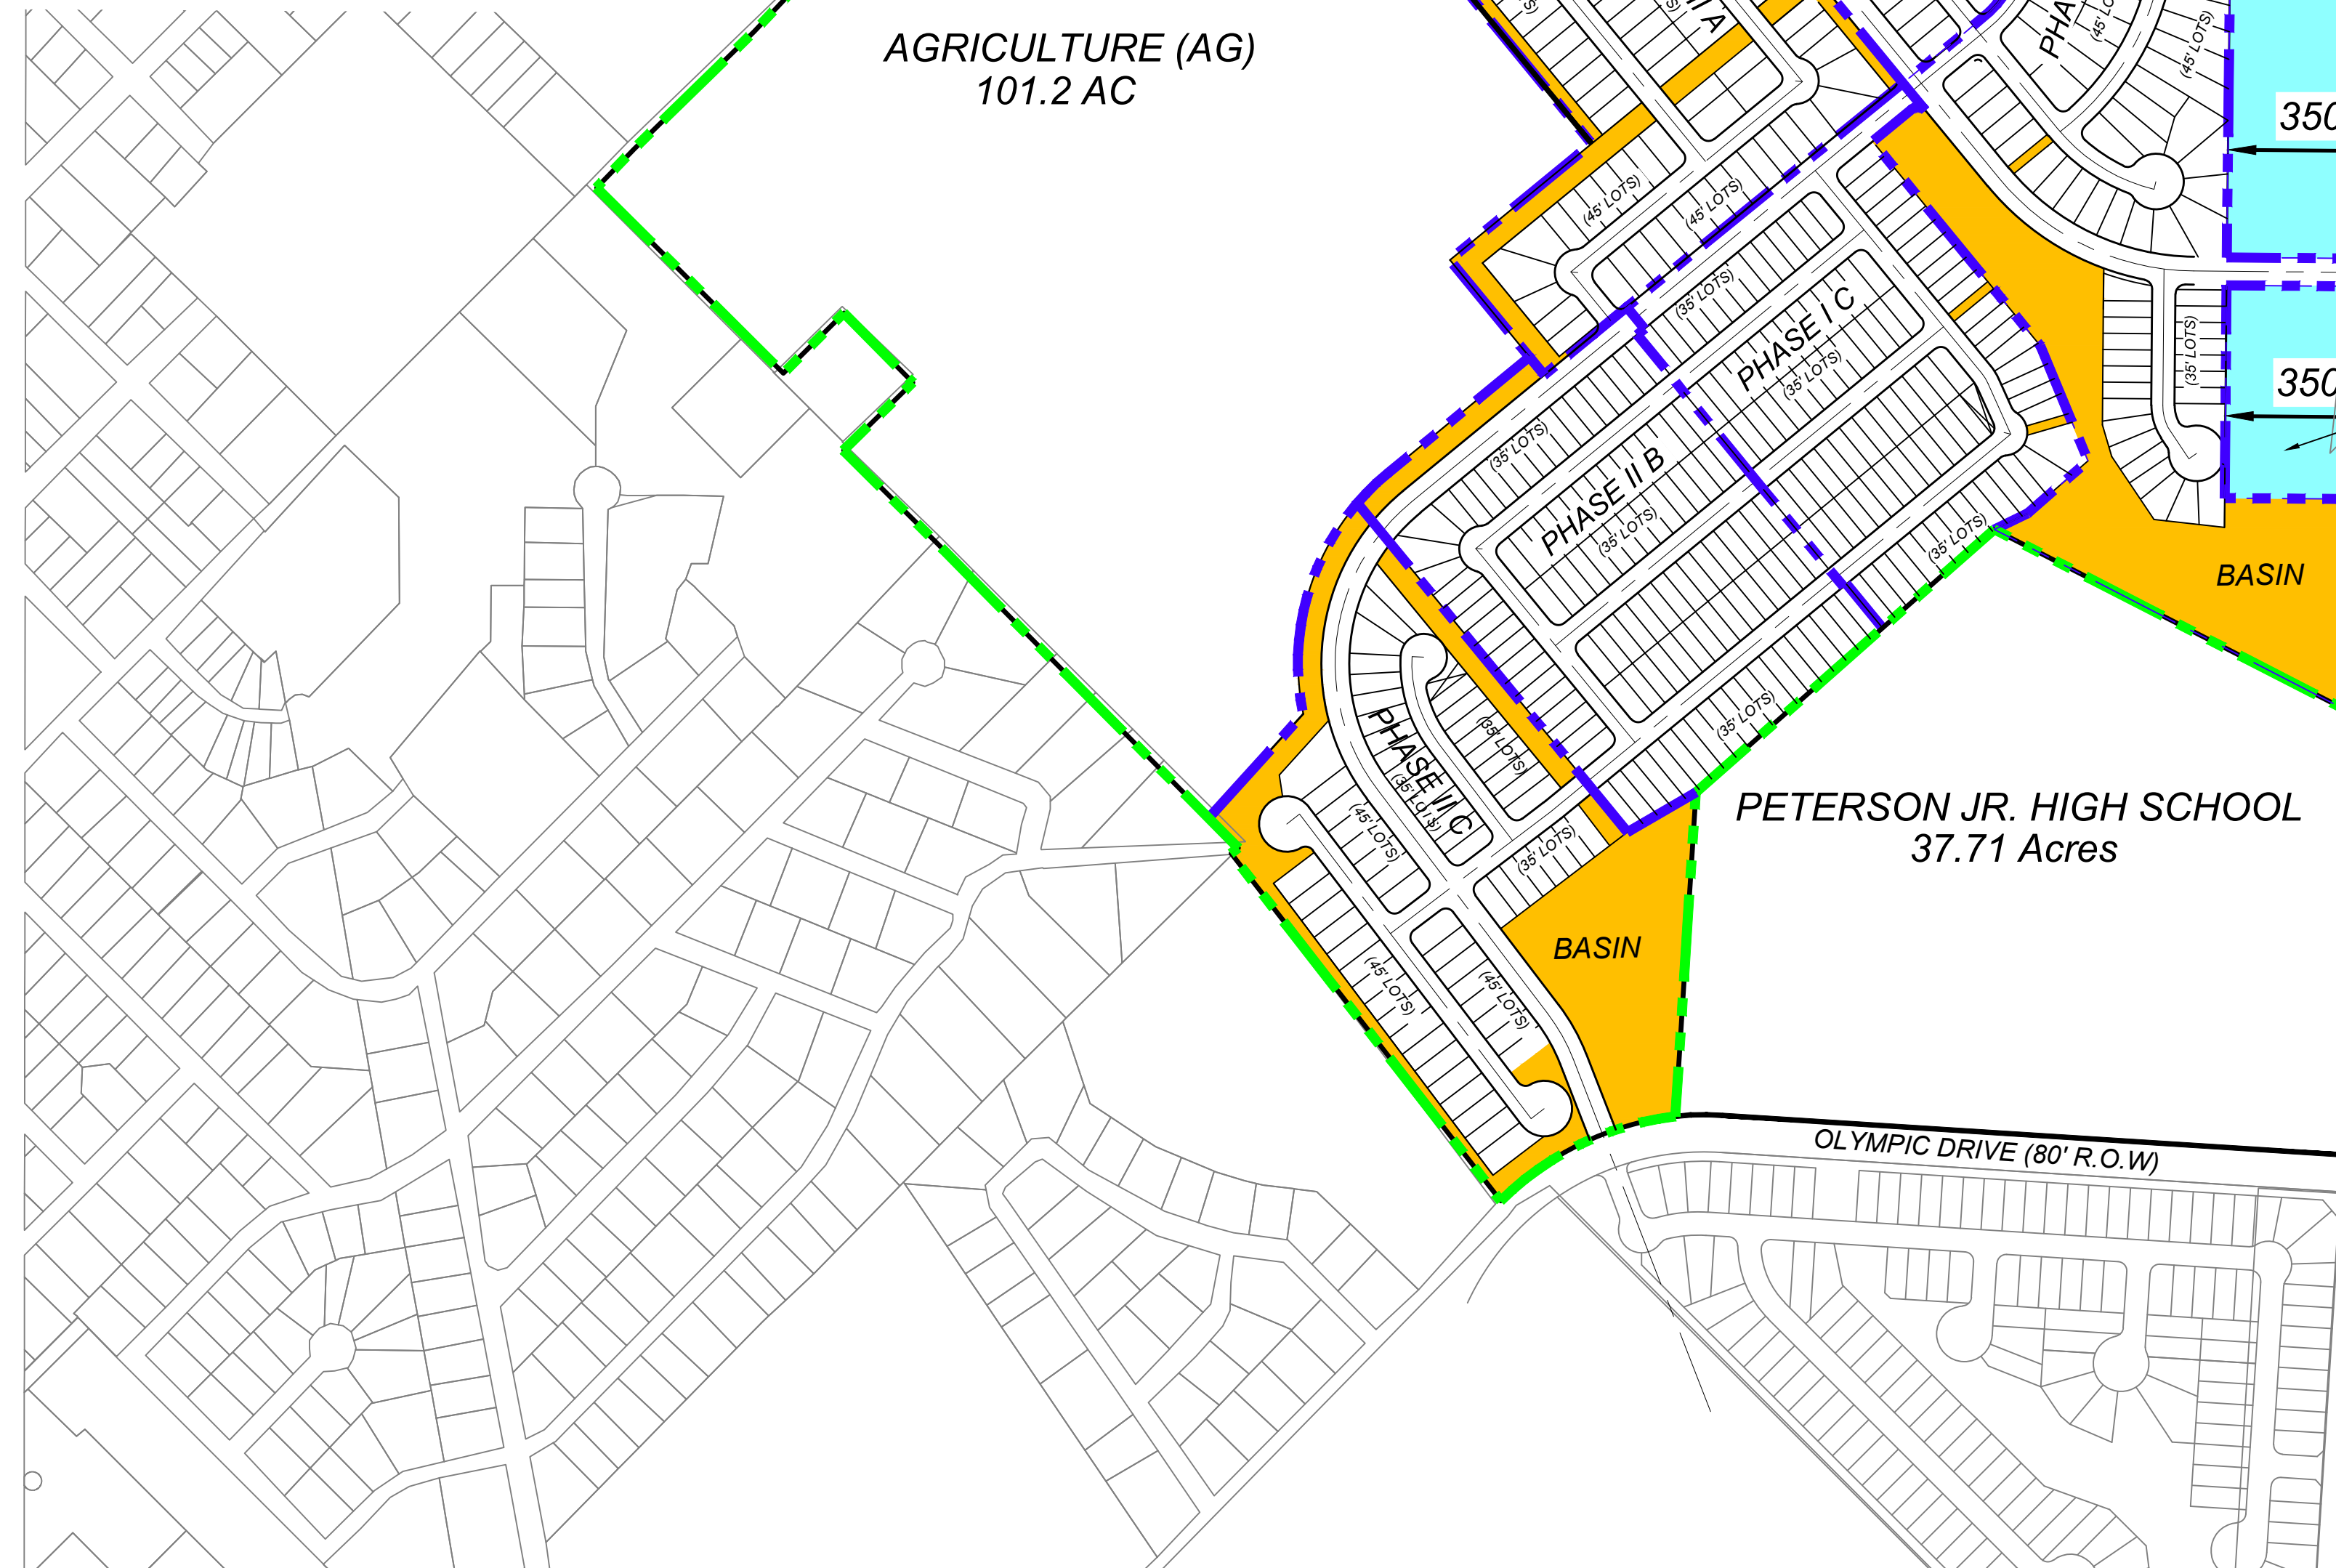 AGRICULTURE (AG)
101.2 AC
(45' LOTS)
350
(45' LOTS)
(45' LOTS)
(35' LOTS)
PHASE I C
(35' LOTS)
(35' LOTS)
350
(35' LOTS)
PHASE II B
(35' LOTS)
(35' LOTS)
BASIN
(35' LOTS)
(35' LOTS)
PHASE II C
(35' LOTS)
(45' LOTS)
(35' LOTS)
PETERSON JR. HIGH SCHOOL
37.71 Acres
BASIN
(45' LOTS)
(45' LOTS)
OLYMPIC DRIVE (80' R.O.W)